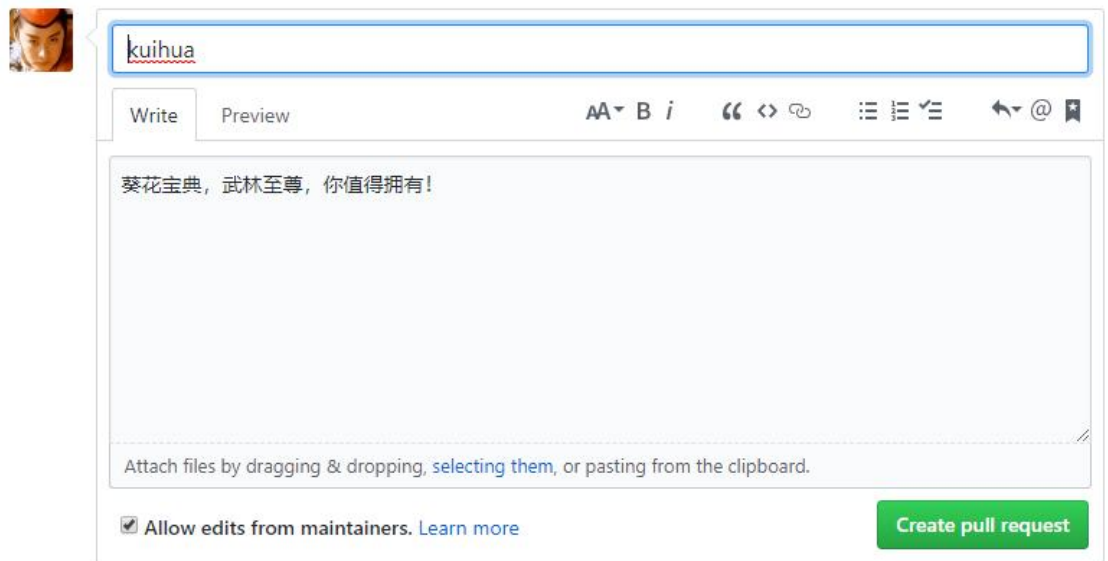 kuihua
Write Preview AA B i “ <> @
葵花宝典，武林至尊，你值得拥有！
Attach files by dragging & dropping, selecting them, or pasting from the clipboard.
Allow edits from maintainers. Learn more
Create pull request